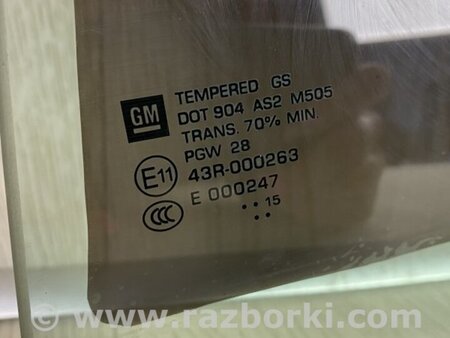 TEMPERED GS
GM DOT 904 AS2 M505
TRANS. 70% MIN.
PGW 28
E11 43R-000263
E 000247
CCC 15
www.razborki.com